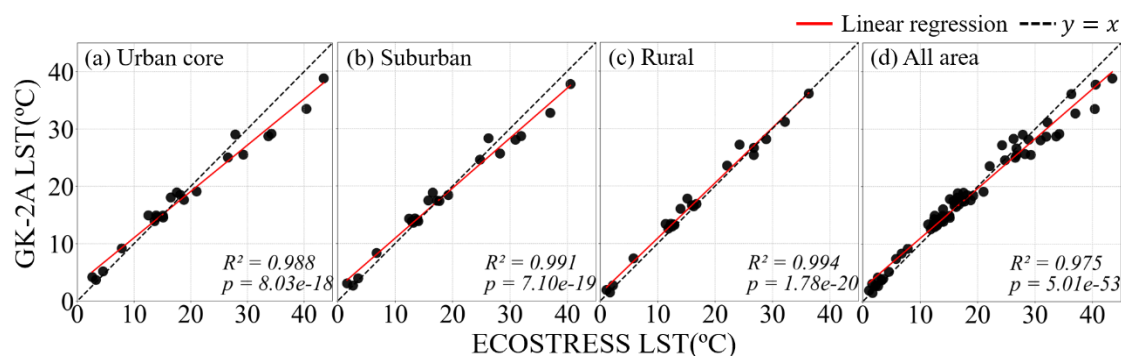 Linear regression y = x
(a) Urban core (b) Suburban (c) Rural (d) All area
GK-2A LST(ºC)
40
30
20
10
0
R² = 0.988
p = 8.03e-18
R² = 0.991
p = 7.10e-19
R² = 0.994
p = 1.78e-20
R² = 0.975
p = 5.01e-53
0 10 20 30 40 0 10 20 30 40 0 10 20 30 40 0 10 20 30 40
ECOSTRESS LST(ºC)